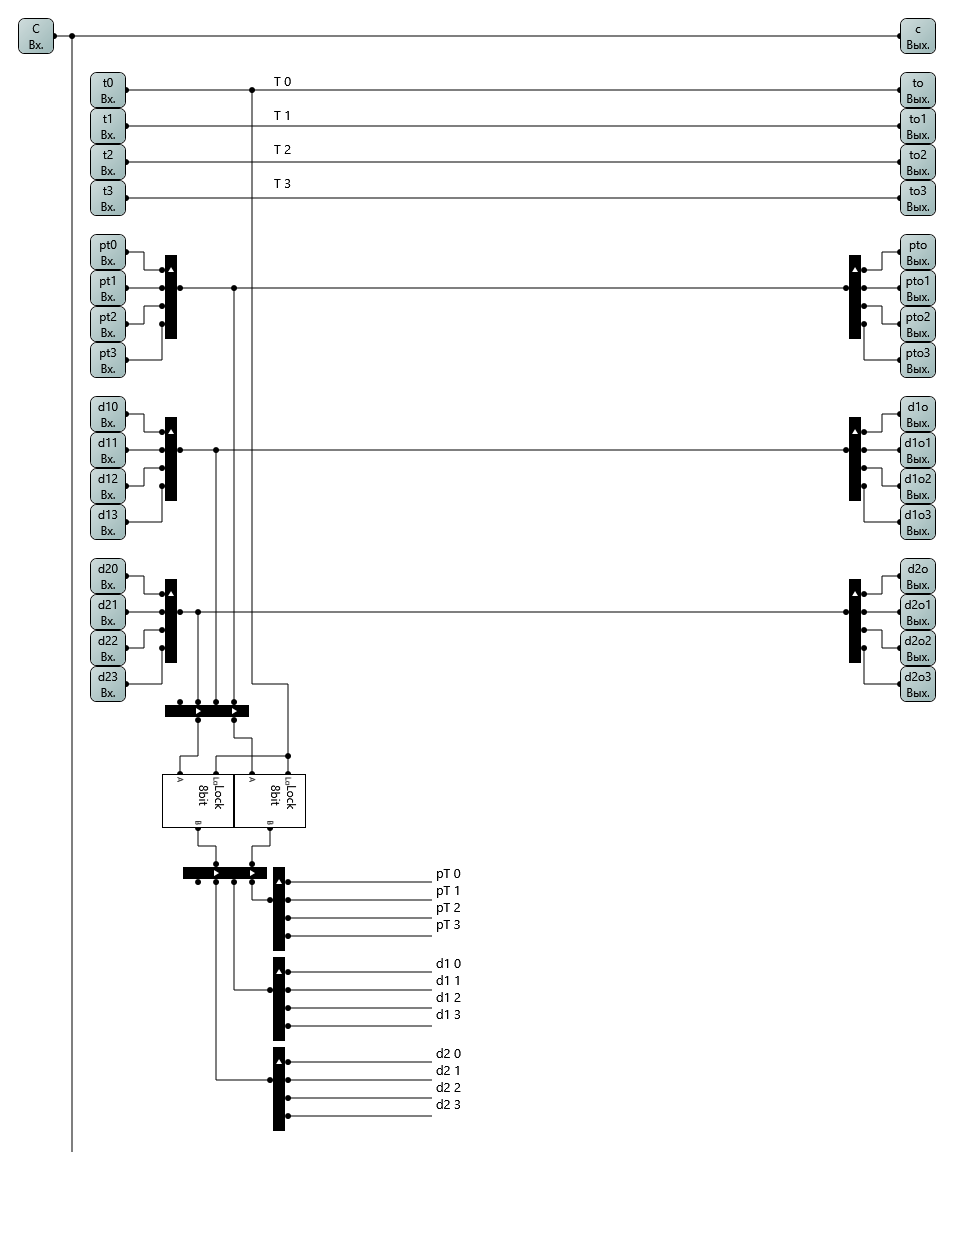 C
Вх.
c
Вых.
t0
Вх.
T 0
to
Вых.
t1
Вх.
T 1
to1
Вых.
t2
Вх.
T 2
to2
Вых.
t3
Вх.
T 3
to3
Вых.
pt0
Вх.
pto
Вых.
pt1
Вх.
pto1
Вых.
pt2
Вх.
pto2
Вых.
pt3
Вх.
pto3
Вых.
d10
Вх.
d1o
Вых.
d11
Вх.
d1o1
Вых.
d12
Вх.
d1o2
Вых.
d13
Вх.
d1o3
Вых.
d20
Вх.
d2o
Вых.
d21
Вх.
d2o1
Вых.
d22
Вх.
d2o2
Вых.
d23
Вх.
d2o3
Вых.
A
Lo
Lock
8bit
B
A
Lo
Lock
8bit
B
pT 0
pT 1
pT 2
pT 3
d1 0
d1 1
d1 2
d1 3
d2 0
d2 1
d2 2
d2 3